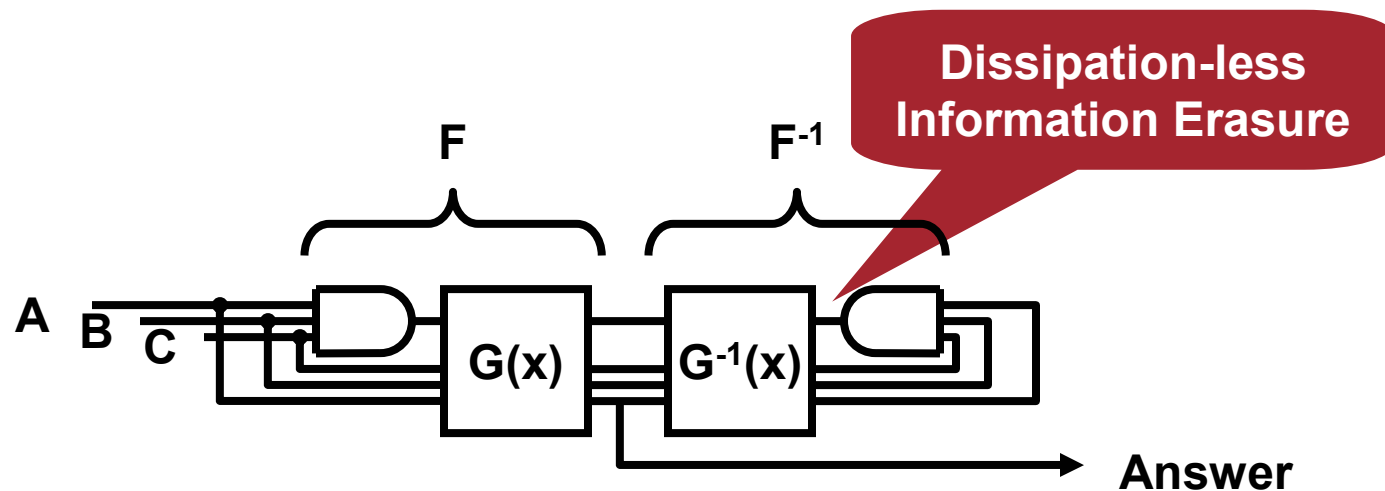 Dissipation-less
Information Erasure
F
F⁻¹
A
B
C
G(x)
G⁻¹(x)
Answer